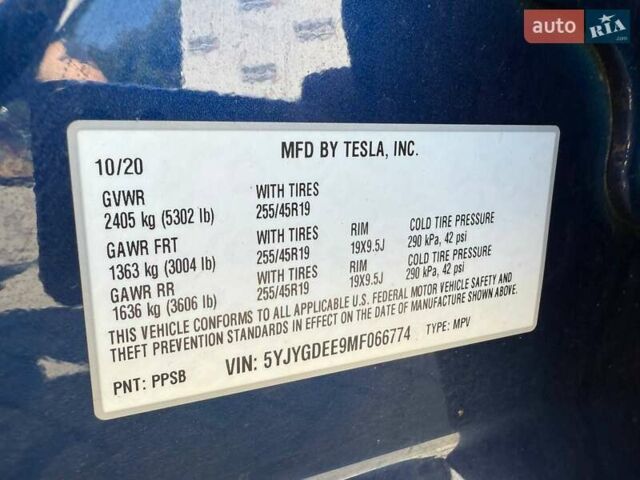 auto RIA
.com
MFD BY TESLA, INC.
10/20
GVWR WITH TIRES
2405 kg (5302 lb) 255/45R19
GAWR FRT WITH TIRES RIM COLD TIRE PRESSURE
1363 kg (3004 lb) 255/45R19 19X9.5J 290 kPa, 42 psi
GAWR RR WITH TIRES RIM COLD TIRE PRESSURE
1636 kg (3606 lb) 255/45R19 19X9.5J 290 kPa, 42 psi
THIS VEHICLE CONFORMS TO ALL APPLICABLE U.S. FEDERAL MOTOR VEHICLE SAFETY AND
THEFT PREVENTION STANDARDS IN EFFECT ON THE DATE OF MANUFACTURE SHOWN ABOVE.
PNT: PPSB VIN: 5YJYGDEE9MF066774 TYPE: MPV